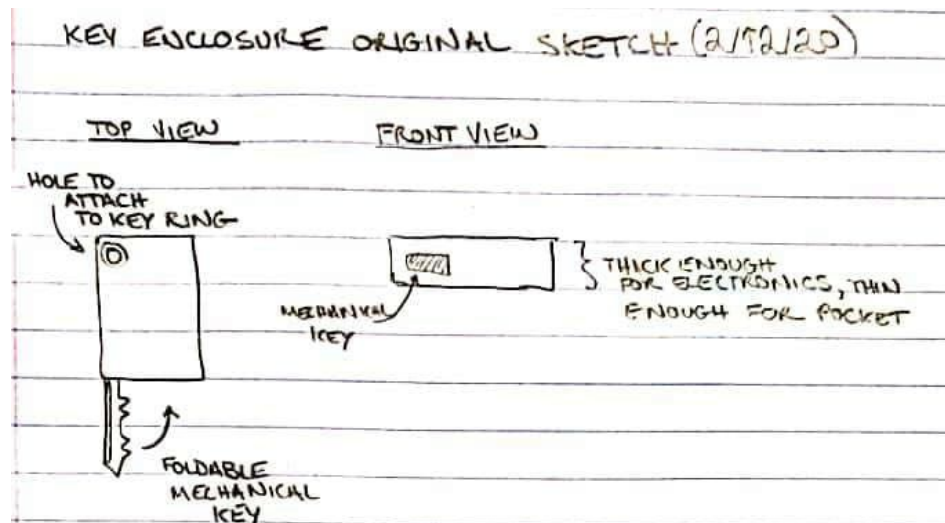 KEY ENCLOSURE ORIGINAL SKETCH (2/12/20)
TOP VIEW
FRONT VIEW
HOLE TO
ATTACH
TO KEY RING
MECHANICAL
KEY
THICK ENOUGH
FOR ELECTRONICS, THIN
ENOUGH FOR POCKET
FOLDABLE
MECHANICAL
KEY